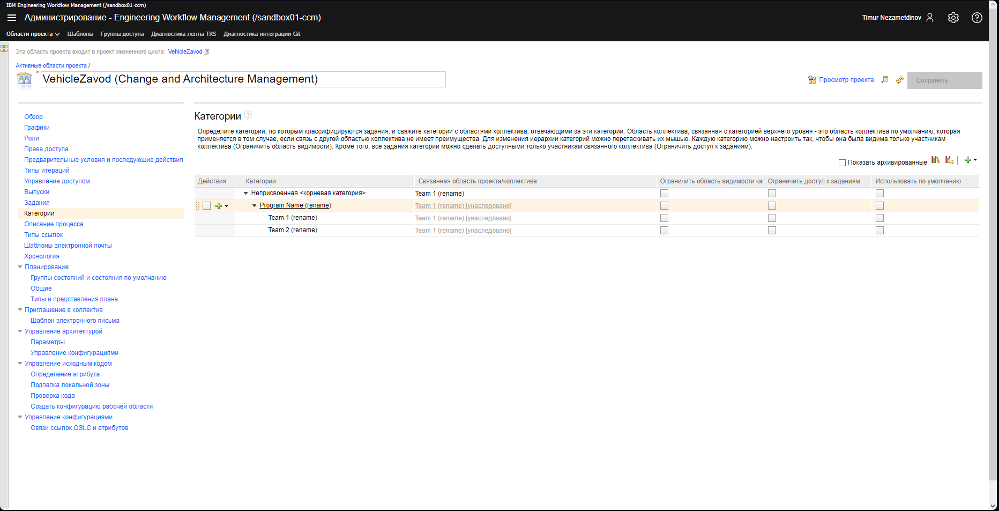 IBM Engineering Workflow Management (/sandbox01-ccm)
Администрирование - Engineering Workflow Management (/sandbox01-ccm)
Timur Nezametdinov
Области проекта Шаблоны Группы доступа Диагностика ленты TRS Диагностика интеграции Git
Эта область проекта входит в проект жизненного цикла: VehicleZavod
Активные области проекта /
* VehicleZavod (Change and Architecture Management)
Просмотр проекта
Сохранить
Обзор
Графики
Роли
Права доступа
Предварительные условия и последующие действия
Типы итераций
Управление доступом
Выпуски
Задания
Категории
Описание процесса
Типы ссылок
Шаблоны электронной почты
Хронология
Планирование
Группы состояний и состояния по умолчанию
Общие
Типы и представления плана
Приглашение в коллектив
Шаблон электронного письма
Управление архитектурой
Параметры
Управление конфигурациями
Управление исходным кодом
Определение атрибута
Подпапка локальной зоны
Проверка кода
Создать конфигурацию рабочей области
Управление конфигурациями
Связи ссылок OSLC и атрибутов
Категории ?
Определите категории, по которым классифицируются задания, и свяжите категории с областями коллектива, отвечающими за эти категории. Область коллектива, связанная с категорией верхнего уровня - это область коллектива по умолчанию, которая
применяется в том случае, если связь с другой областью коллектива не имеет преимущества. Для изменения иерархии категорий можно перетаскивать их мышью. Каждую категорию можно настроить так, чтобы она была видима только участникам
коллектива (Ограничить область видимости). Кроме того, все задания категории можно сделать доступными только участникам связанного коллектива (Ограничить доступ к заданиям).
Показать архивированные
Действия Категории Связанная область проекта/коллектива Ограничить область видимости кат Ограничить доступ к заданиям Использовать по умолчанию
Неприсвоенная <корневая категория> Team 1 (rename)
Program Name (rename) Team 1 (rename) [унаследовано]
Team 1 (rename) Team 1 (rename) [унаследовано]
Team 2 (rename) Team 1 (rename) [унаследовано]